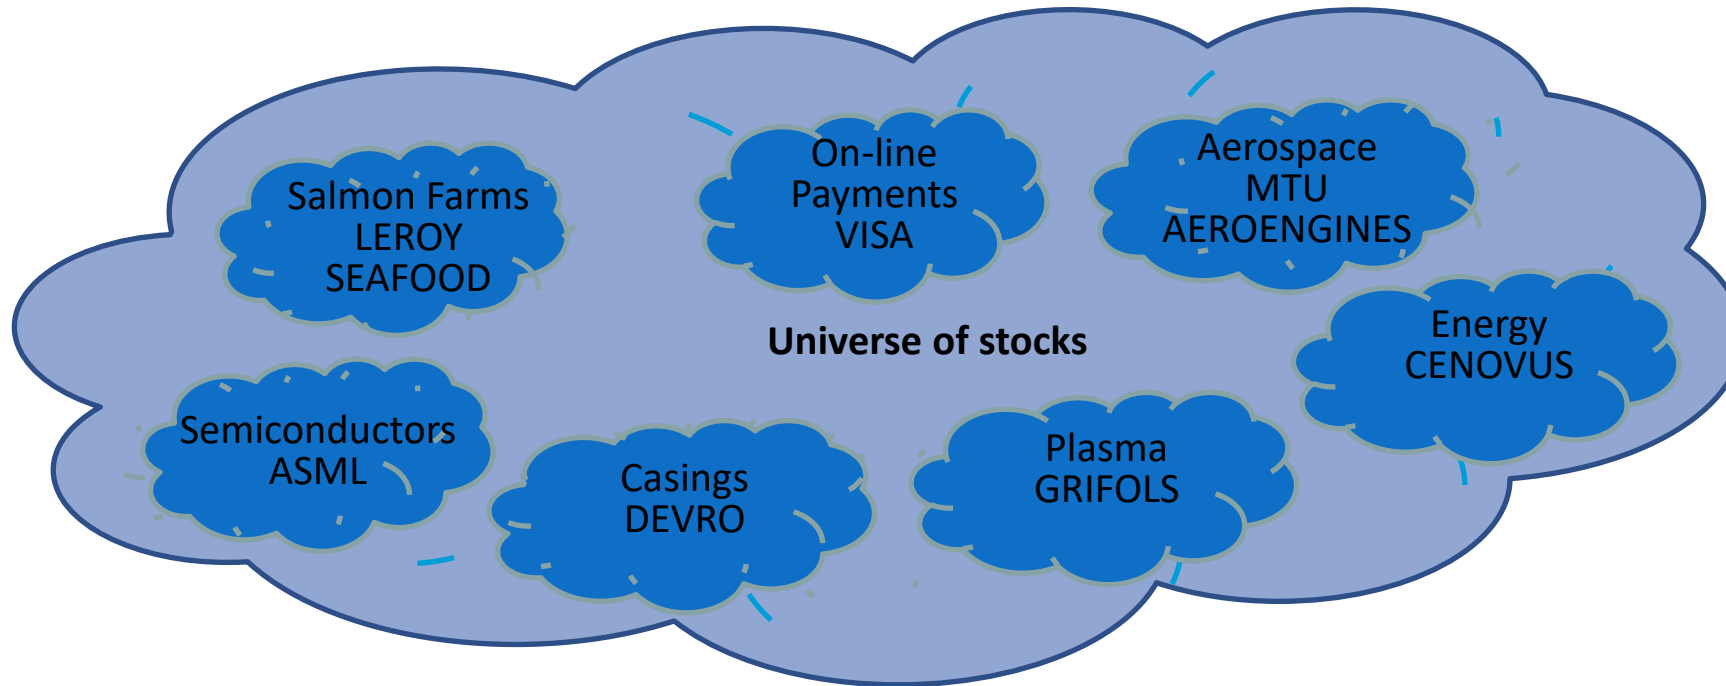 Salmon Farms
LEROY
SEAFOOD
On-line
Payments
VISA
Aerospace
MTU
AEROENGINES
Universe of stocks
Energy
CENOVUS
Semiconductors
ASML
Casings
DEVRO
Plasma
GRIFOLS